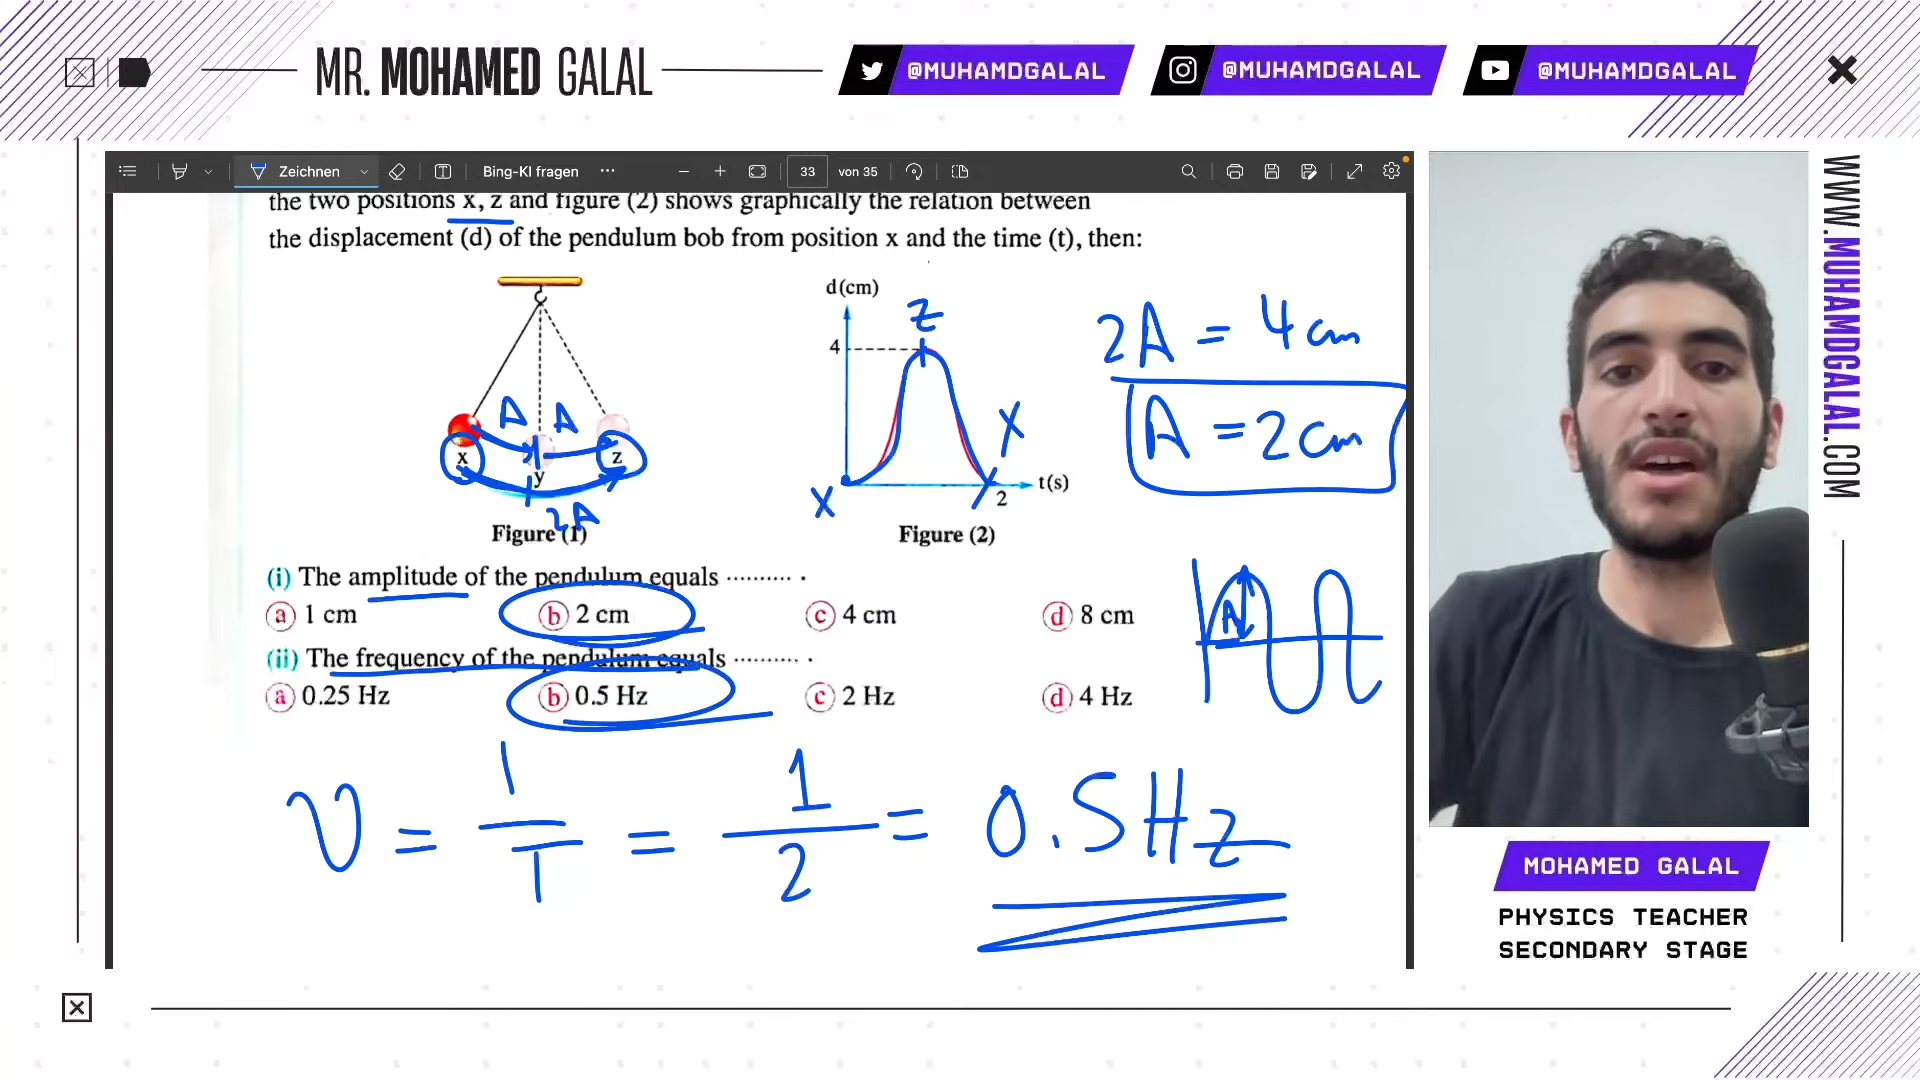 MR. MOHAMED GALAL
@MUHAMDGALAL
@MUHAMDGALAL
@MUHAMDGALAL
Zeichnen
Bing-KI fragen
33
von 35
the two positions x, z and figure (2) shows graphically the relation between
the displacement (d) of the pendulum bob from position x and the time (t), then:
A A
x
y
z
2A
Figure (1)
d(cm)
4
Z
X
X
2
t(s)
Figure (2)
2A = 4 cm
A = 2 cm
A
(i) The amplitude of the pendulum equals .......... .
a 1 cm
b 2 cm
c 4 cm
d 8 cm
(ii) The frequency of the pendulum equals .......... .
a 0.25 Hz
b 0.5 Hz
c 2 Hz
d 4 Hz
ν = 1/T = 1/2 = 0.5Hz
WWW.MUHAMDGALAL.COM
MOHAMED GALAL
PHYSICS TEACHER
SECONDARY STAGE